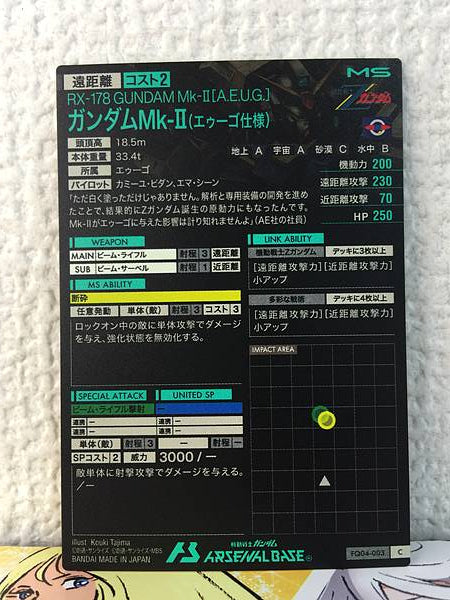 遠距離 コスト2 MS
RX-178 GUNDAM Mk-II[A.E.U.G.] Ζガンダム
ガンダムMk-II(エゥーゴ仕様)
頭頂高 18.5m
本体重量 33.4t
所属 エゥーゴ
パイロット カミーユ・ビダン、エマ・シーン
地上 A 宇宙 A 砂漠 C 水中 B
機動力 200
遠距離攻撃 230
近距離攻撃 70
HP 250
「ただ白く塗っただけじゃありません。解析と専用装備の開発を進め
たことで、結果的にZガンダム誕生の原動力にもなったんです。
Mk-IIがエゥーゴに与えた影響は計り知れませんよ」(AE社の社員)
WEAPON
MAIN ビーム・ライフル 射程 3 遠距離
SUB ビーム・サーベル 射程 1 近距離
MS ABILITY
断砕
任意発動 単体(敵) 射程 3 コスト 3
ロックオン中の敵に単体攻撃でダメージ
を与え、強化状態を無効化する。
LINK ABILITY
機動戦士Zガンダム デッキに3枚以上
[遠距離攻撃力][近距離攻撃力]
小アップ
多彩な戦術 デッキに4枚以上
[遠距離攻撃力][近距離攻撃力]
小アップ
IMPACT AREA
SPECIAL ATTACK UNITED SP
ビーム・ライフル撃射 —
連携 — 連携 —
連携 — 連携 —
単体(敵) 射程 3 — 射程 —
SPコスト 2 威力 3000 / —
敵単体に射撃攻撃でダメージを与える。
/—
illust Kouki Tajima
©創通・サンライズ ©創通・サンライズ・MBS
BANDAI MADE IN JAPAN
機動戦士ガンダム
AB ARSENAL BASE
FQ04-003 C